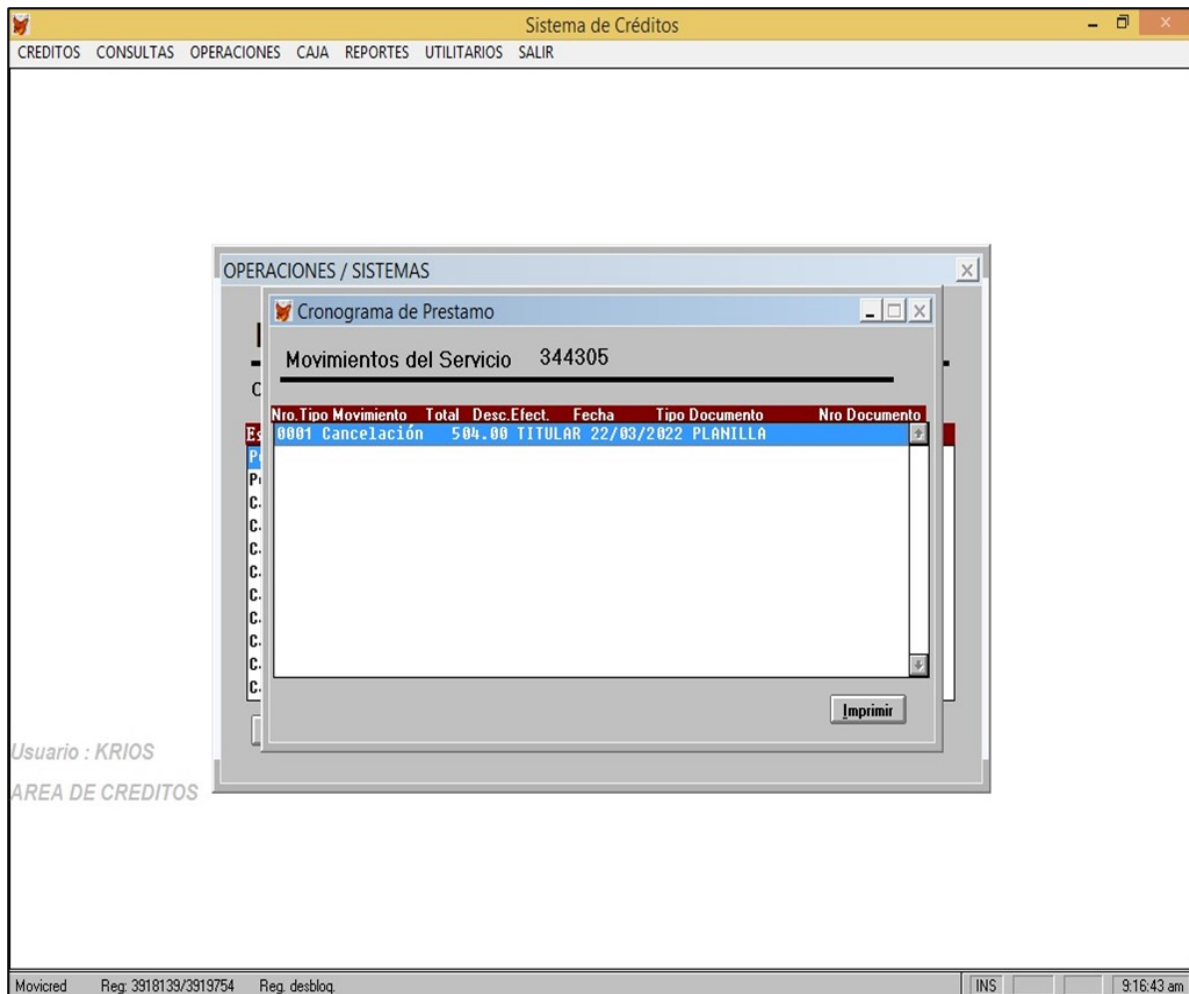 Sistema de Créditos
CREDITOS CONSULTAS OPERACIONES CAJA REPORTES UTILITARIOS SALIR
OPERACIONES / SISTEMAS
Cronograma de Prestamo
Movimientos del Servicio 344305
Nro. Tipo Movimiento Total Desc.Efect. Fecha Tipo Documento Nro Documento
0001 Cancelación 504.00 TITULAR 22/03/2022 PLANILLA
C.
C.
C.
C.
C.
C.
C.
C.
C.
Imprimir
Usuario : KRIOS
AREA DE CREDITOS
Movicred Reg: 3918139/3919754 Reg. desbloq. INS 9:16:43 am